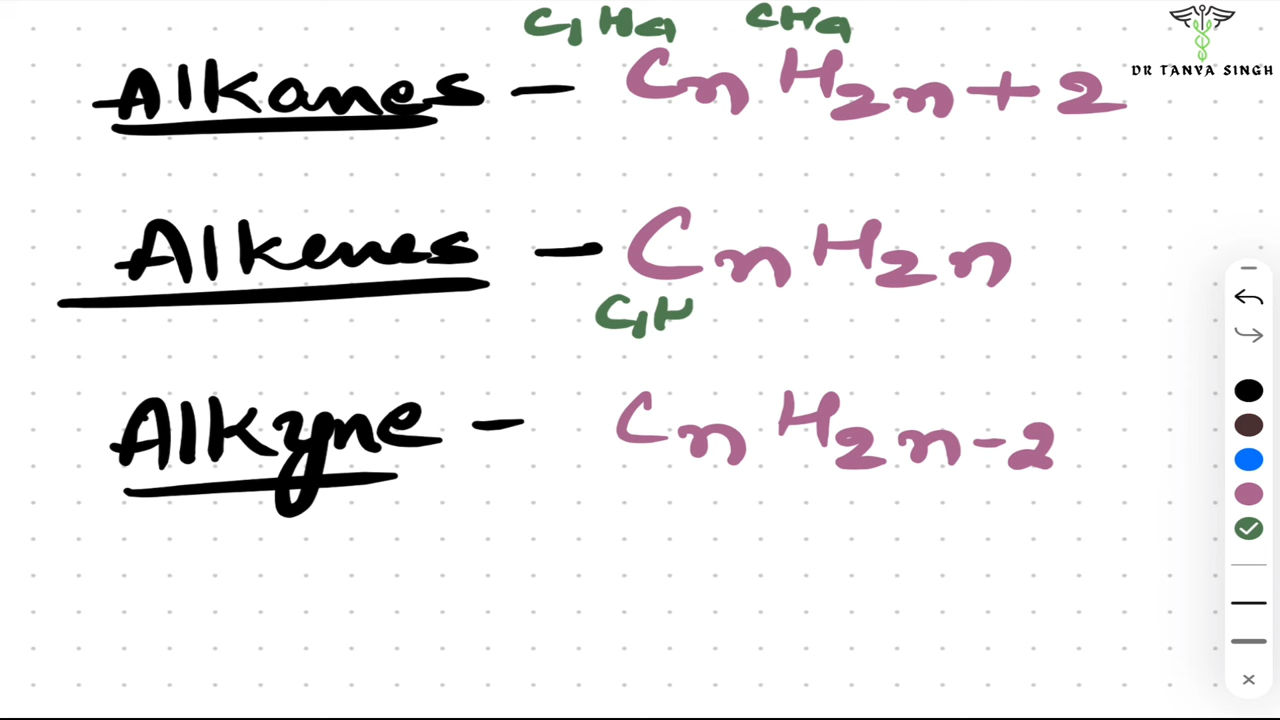 C1H4 CH4
DR TANYA SINGH
Alkanes - CnH2n+2
Alkenes - CnH2n
C1H
Alkyne - CnH2n-2